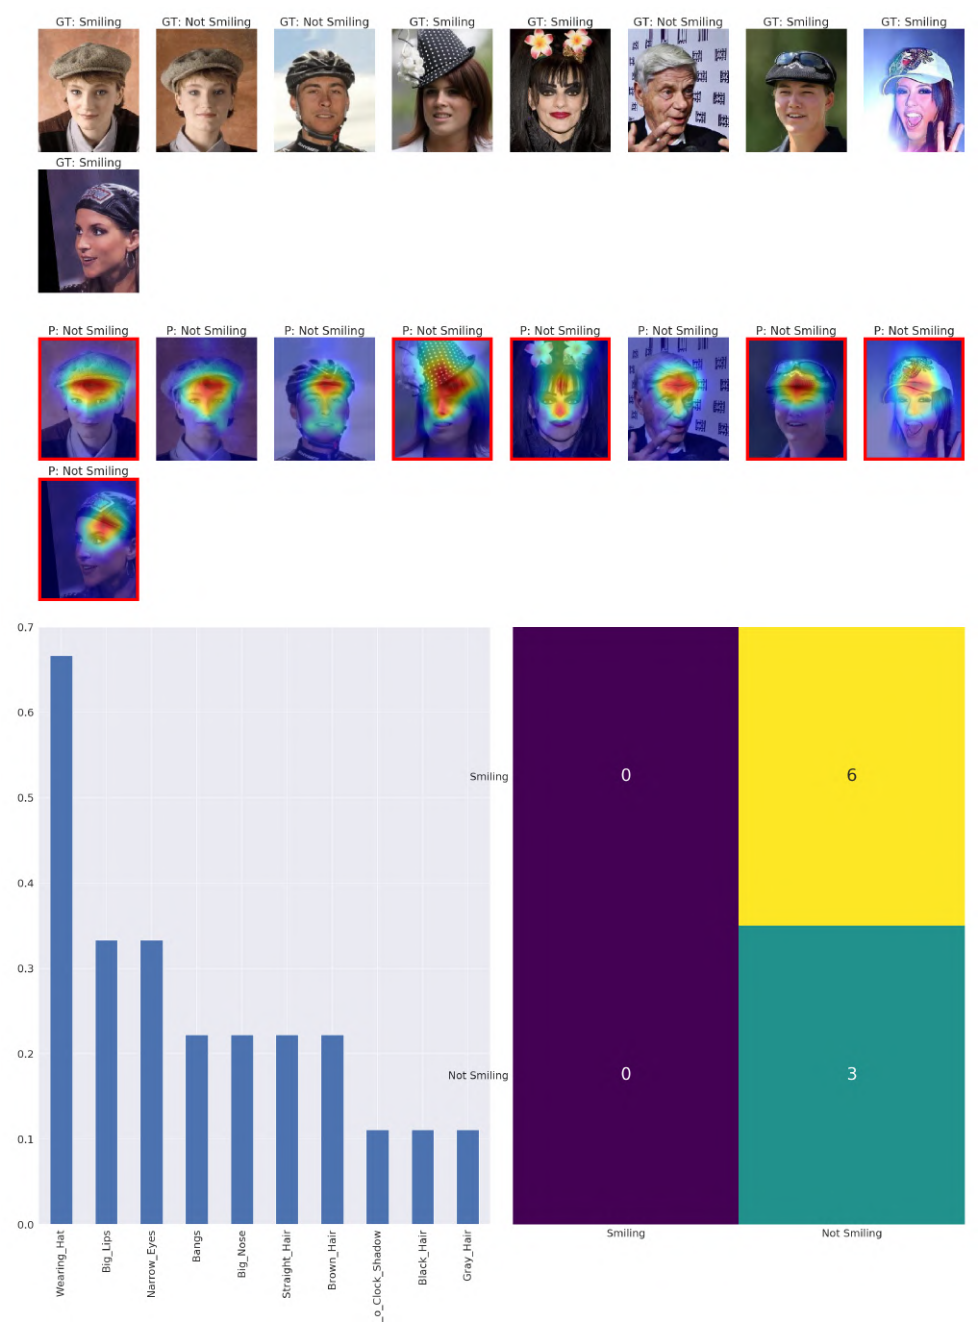 GT: Smiling GT: Not Smiling GT: Not Smiling GT: Smiling GT: Smiling GT: Not Smiling GT: Smiling GT: Smiling
GT: Smiling
P: Not Smiling P: Not Smiling P: Not Smiling P: Not Smiling P: Not Smiling P: Not Smiling P: Not Smiling P: Not Smiling
P: Not Smiling
0.7
0.6
0.5
0.4
0.3
0.2
0.1
0.0
Wearing_Hat
Big_Lips
Narrow_Eyes
Bangs
Big_Nose
Straight_Hair
Brown_Hair
_o_Clock_Shadow
Black_Hair
Gray_Hair
Smiling 0 6
Not Smiling 0 3
Smiling Not Smiling